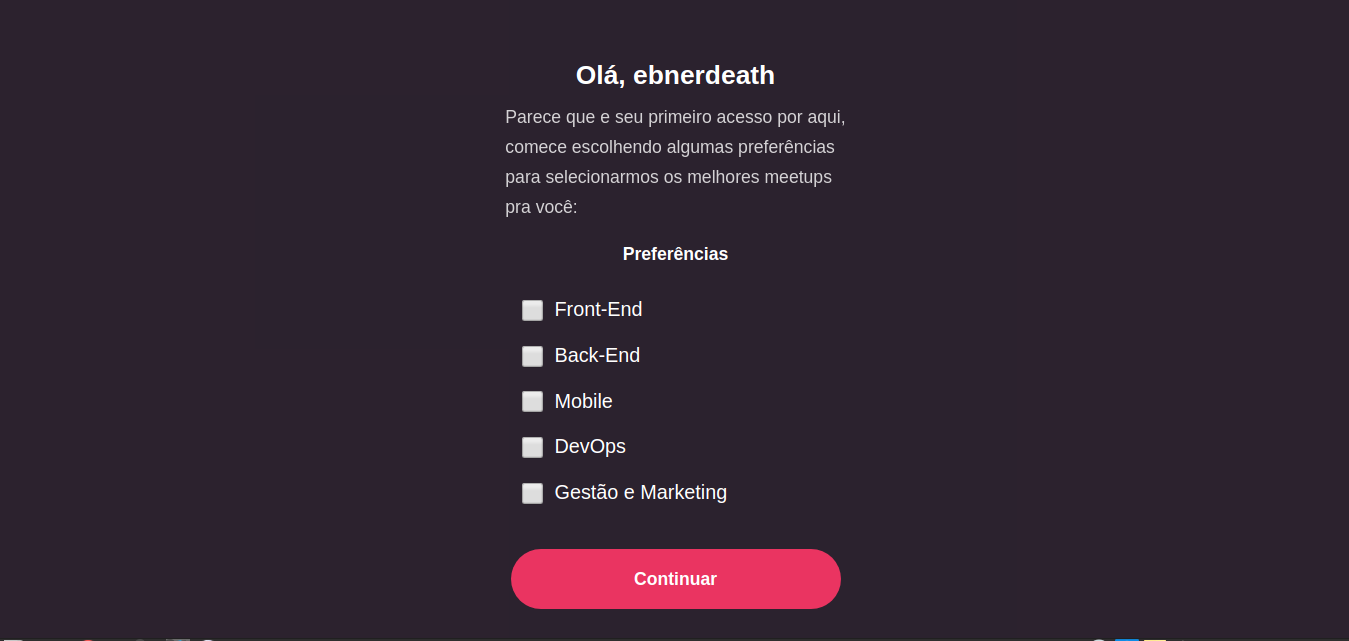 Olá, ebnerdeath
Parece que e seu primeiro acesso por aqui,
comece escolhendo algumas preferências
para selecionarmos os melhores meetups
pra você:
Preferências
Front-End
Back-End
Mobile
DevOps
Gestão e Marketing
Continuar